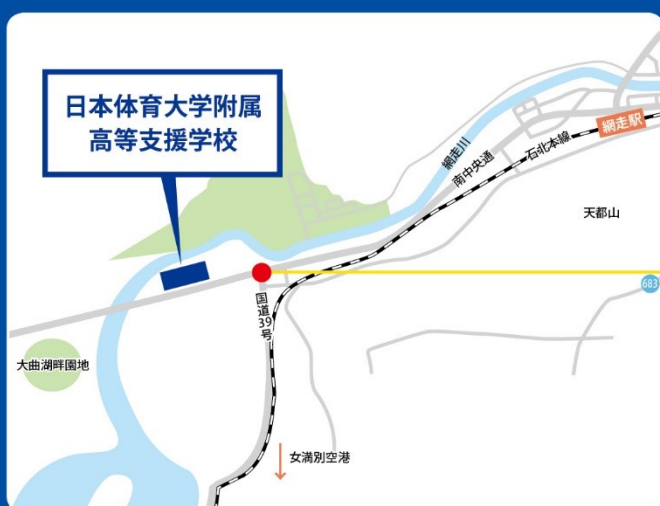 日本体育大学附属
高等支援学校
網走川
南中央通
石北本線
網走駅
天都山
683
国道39号
大曲湖畔園地
女満別空港